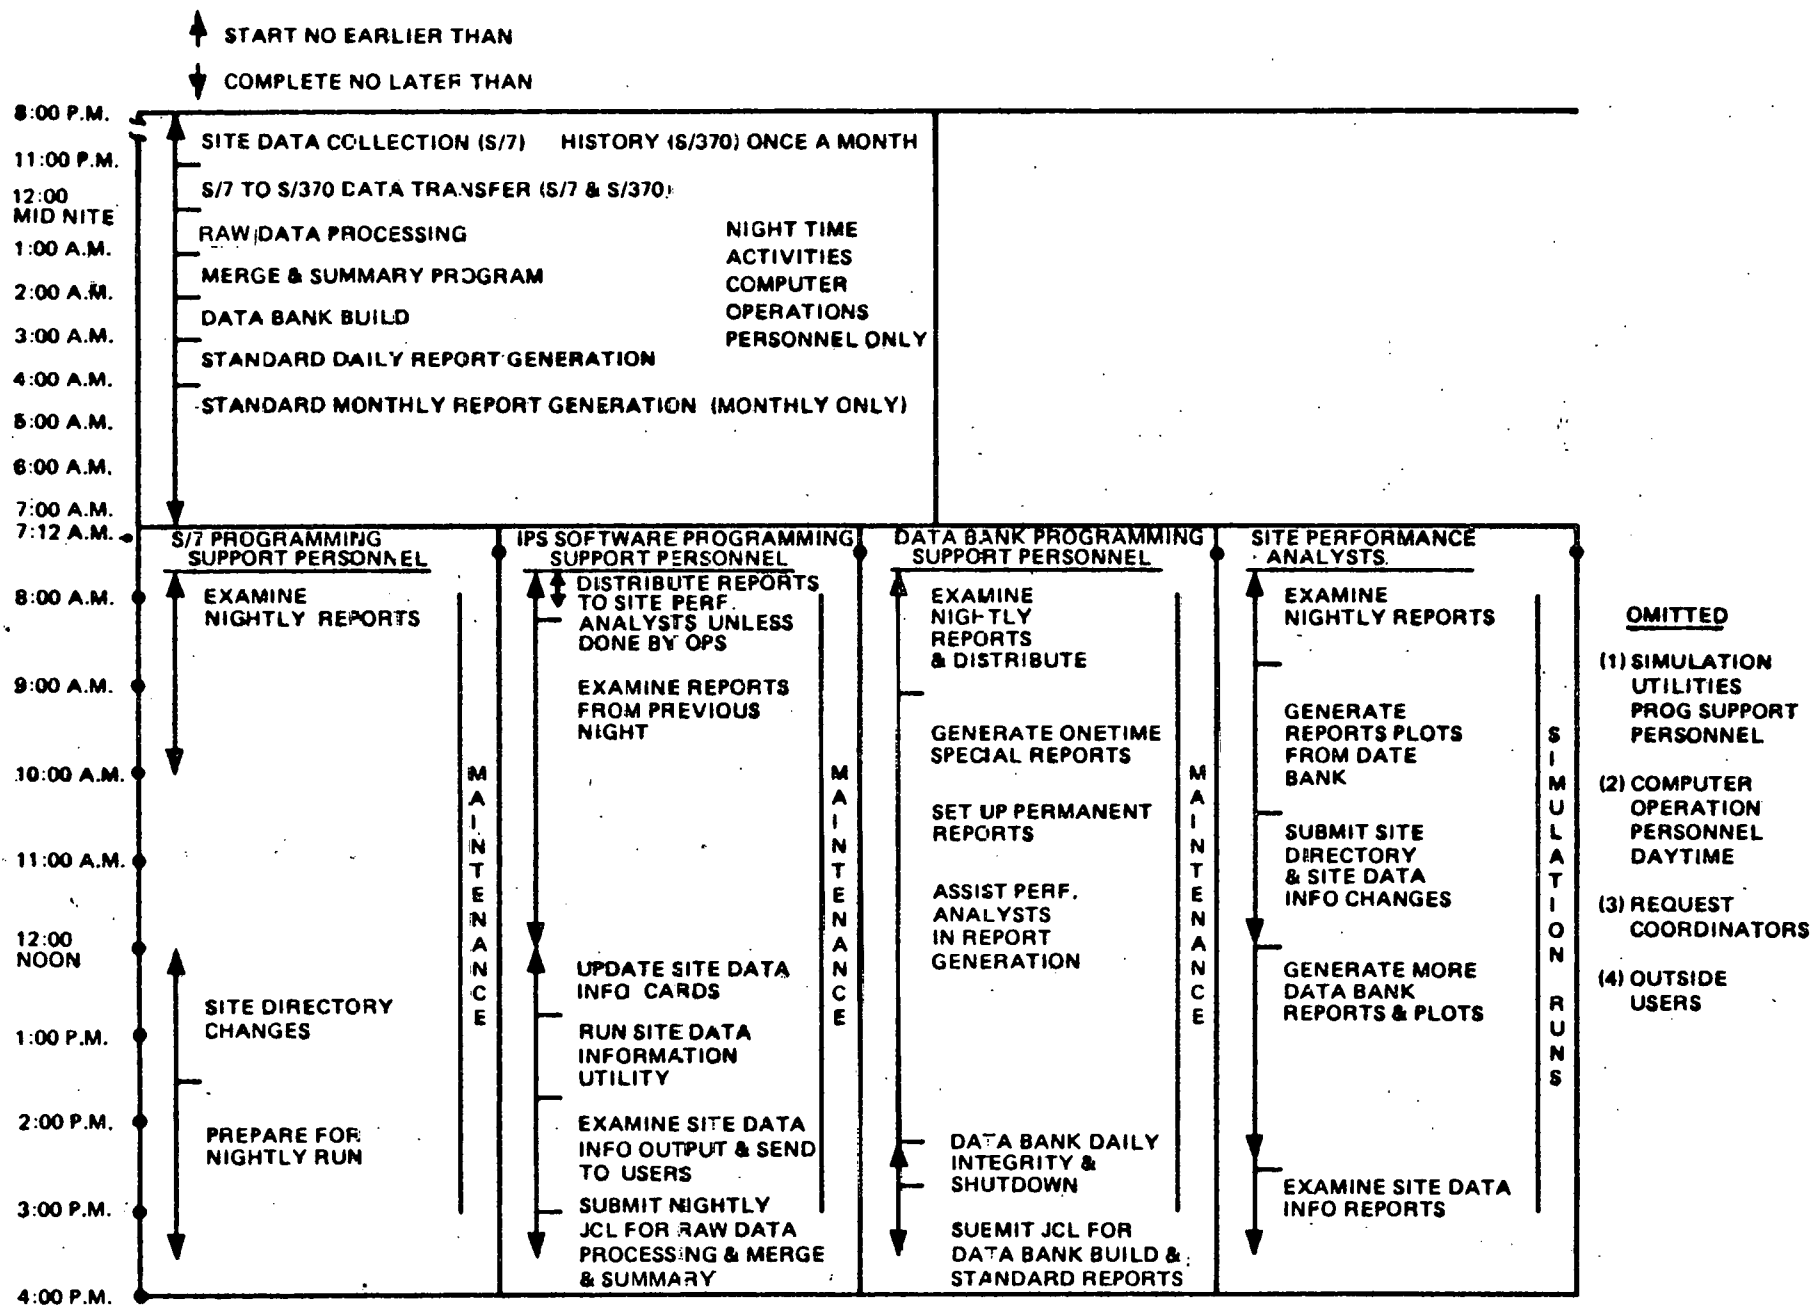 START NO EARLIER THAN
COMPLETE NO LATER THAN
8:00 P.M.
11:00 P.M.
12:00
MID NITE
1:00 A.M.
2:00 A.M.
3:00 A.M.
4:00 A.M.
5:00 A.M.
6:00 A.M.
7:00 A.M.
7:12 A.M.
8:00 A.M.
9:00 A.M.
10:00 A.M.
11:00 A.M.
12:00
NOON
1:00 P.M.
2:00 P.M.
3:00 P.M.
4:00 P.M.
SITE DATA COLLECTION (S/7) HISTORY (S/370) ONCE A MONTH
S/7 TO S/370 DATA TRANSFER (S/7 & S/370)
RAW DATA PROCESSING
MERGE & SUMMARY PROGRAM
DATA BANK BUILD
STANDARD DAILY REPORT GENERATION
STANDARD MONTHLY REPORT GENERATION (MONTHLY ONLY)
NIGHT TIME
ACTIVITIES
COMPUTER
OPERATIONS
PERSONNEL ONLY
S/7 PROGRAMMING
SUPPORT PERSONNEL
EXAMINE
NIGHTLY REPORTS
SITE DIRECTORY
CHANGES
PREPARE FOR
NIGHTLY RUN
MAINTENANCE
IPS SOFTWARE PROGRAMMING
SUPPORT PERSONNEL
DISTRIBUTE REPORTS
TO SITE PERF.
ANALYSTS UNLESS
DONE BY OPS
EXAMINE REPORTS
FROM PREVIOUS
NIGHT
UPDATE SITE DATA
INFO CARDS
RUN SITE DATA
INFORMATION
UTILITY
EXAMINE SITE DATA
INFO OUTPUT & SEND
TO USERS
SUBMIT NIGHTLY
JCL FOR RAW DATA
PROCESSING & MERGE
& SUMMARY
MAINTENANCE
DATA BANK PROGRAMMING
SUPPORT PERSONNEL
EXAMINE
NIGHTLY
REPORTS
& DISTRIBUTE
GENERATE ONETIME
SPECIAL REPORTS
SET UP PERMANENT
REPORTS
ASSIST PERF.
ANALYSTS
IN REPORT
GENERATION
DATA BANK DAILY
INTEGRITY &
SHUTDOWN
SUEMIT JCL FOR
DATA BANK BUILD &
STANDARD REPORTS
MAINTENANCE
SITE PERFORMANCE
ANALYSTS.
EXAMINE
NIGHTLY REPORTS
GENERATE
REPORTS PLOTS
FROM DATE
BANK
SUBMIT SITE
DIRECTORY
& SITE DATA
INFO CHANGES
GENERATE MORE
DATA BANK
REPORTS & PLOTS
EXAMINE SITE DATA
INFO REPORTS
SIMULATION RUNS
OMITTED
(1) SIMULATION
UTILITIES
PROG SUPPORT
PERSONNEL
(2) COMPUTER
OPERATION
PERSONNEL
DAYTIME
(3) REQUEST
COORDINATORS
(4) OUTSIDE
USERS